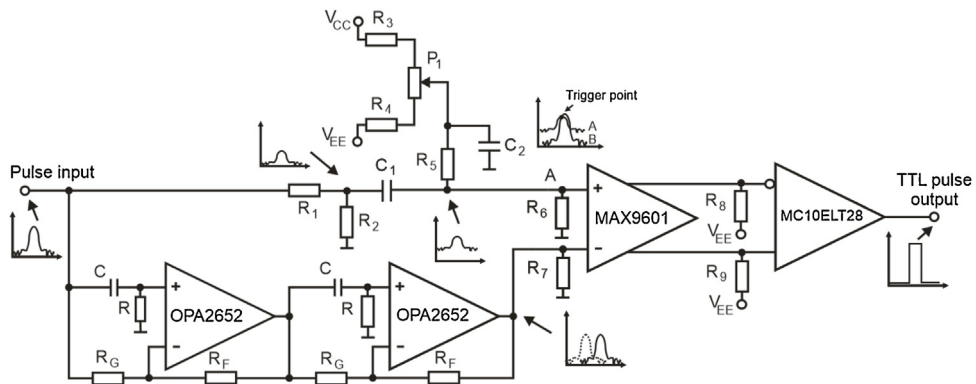 V_CC
R_3
P_1
R_4
V_EE
R_5
C_2
Trigger point
A
B
Pulse input
R_1
C_1
R_2
A
R_6
+
−
MAX9601
R_7
R_8
V_EE
R_9
V_EE
MC10ELT28
TTL pulse
output
C
R
+
−
OPA2652
R_G
R_F
C
R
+
−
OPA2652
R_G
R_F